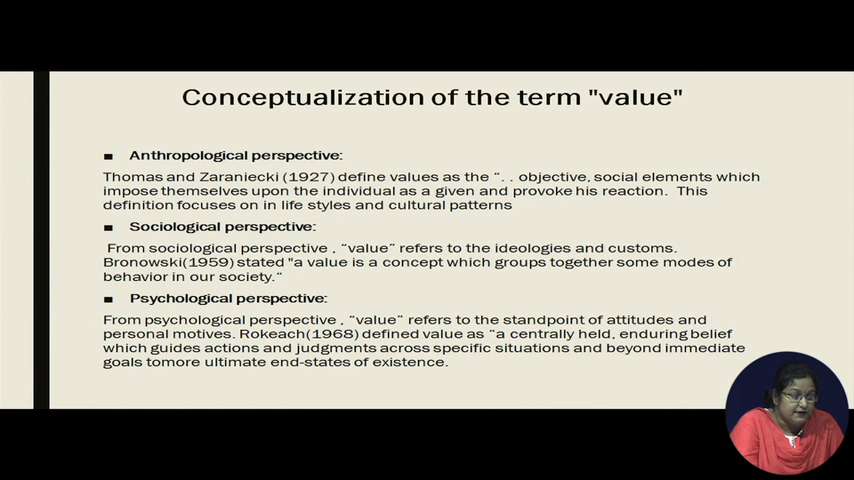 Conceptualization of the term "value"
■ Anthropological perspective:
Thomas and Zaraniecki (1927) define values as the ". . objective, social elements which
impose themselves upon the individual as a given and provoke his reaction. This
definition focuses on in life styles and cultural patterns
■ Sociological perspective:
From sociological perspective , "value" refers to the ideologies and customs.
Bronowski(1959) stated "a value is a concept which groups together some modes of
behavior in our society."
■ Psychological perspective:
From psychological perspective , "value" refers to the standpoint of attitudes and
personal motives. Rokeach(1968) defined value as "a centrally held, enduring belief
which guides actions and judgments across specific situations and beyond immediate
goals tomore ultimate end-states of existence.